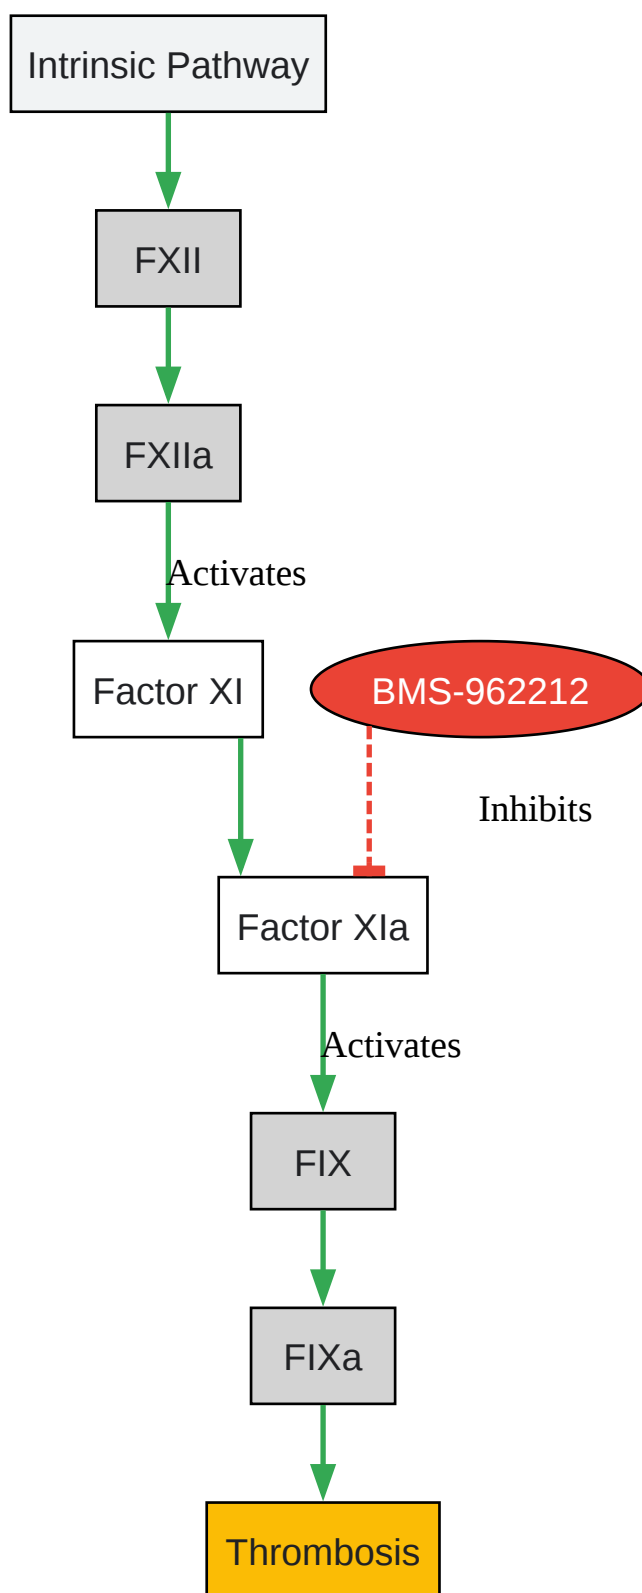 Intrinsic Pathway
FXII
FXIIa
Activates
Factor XI
BMS-962212
Inhibits
Factor XIa
Activates
FIX
FIXa
Thrombosis